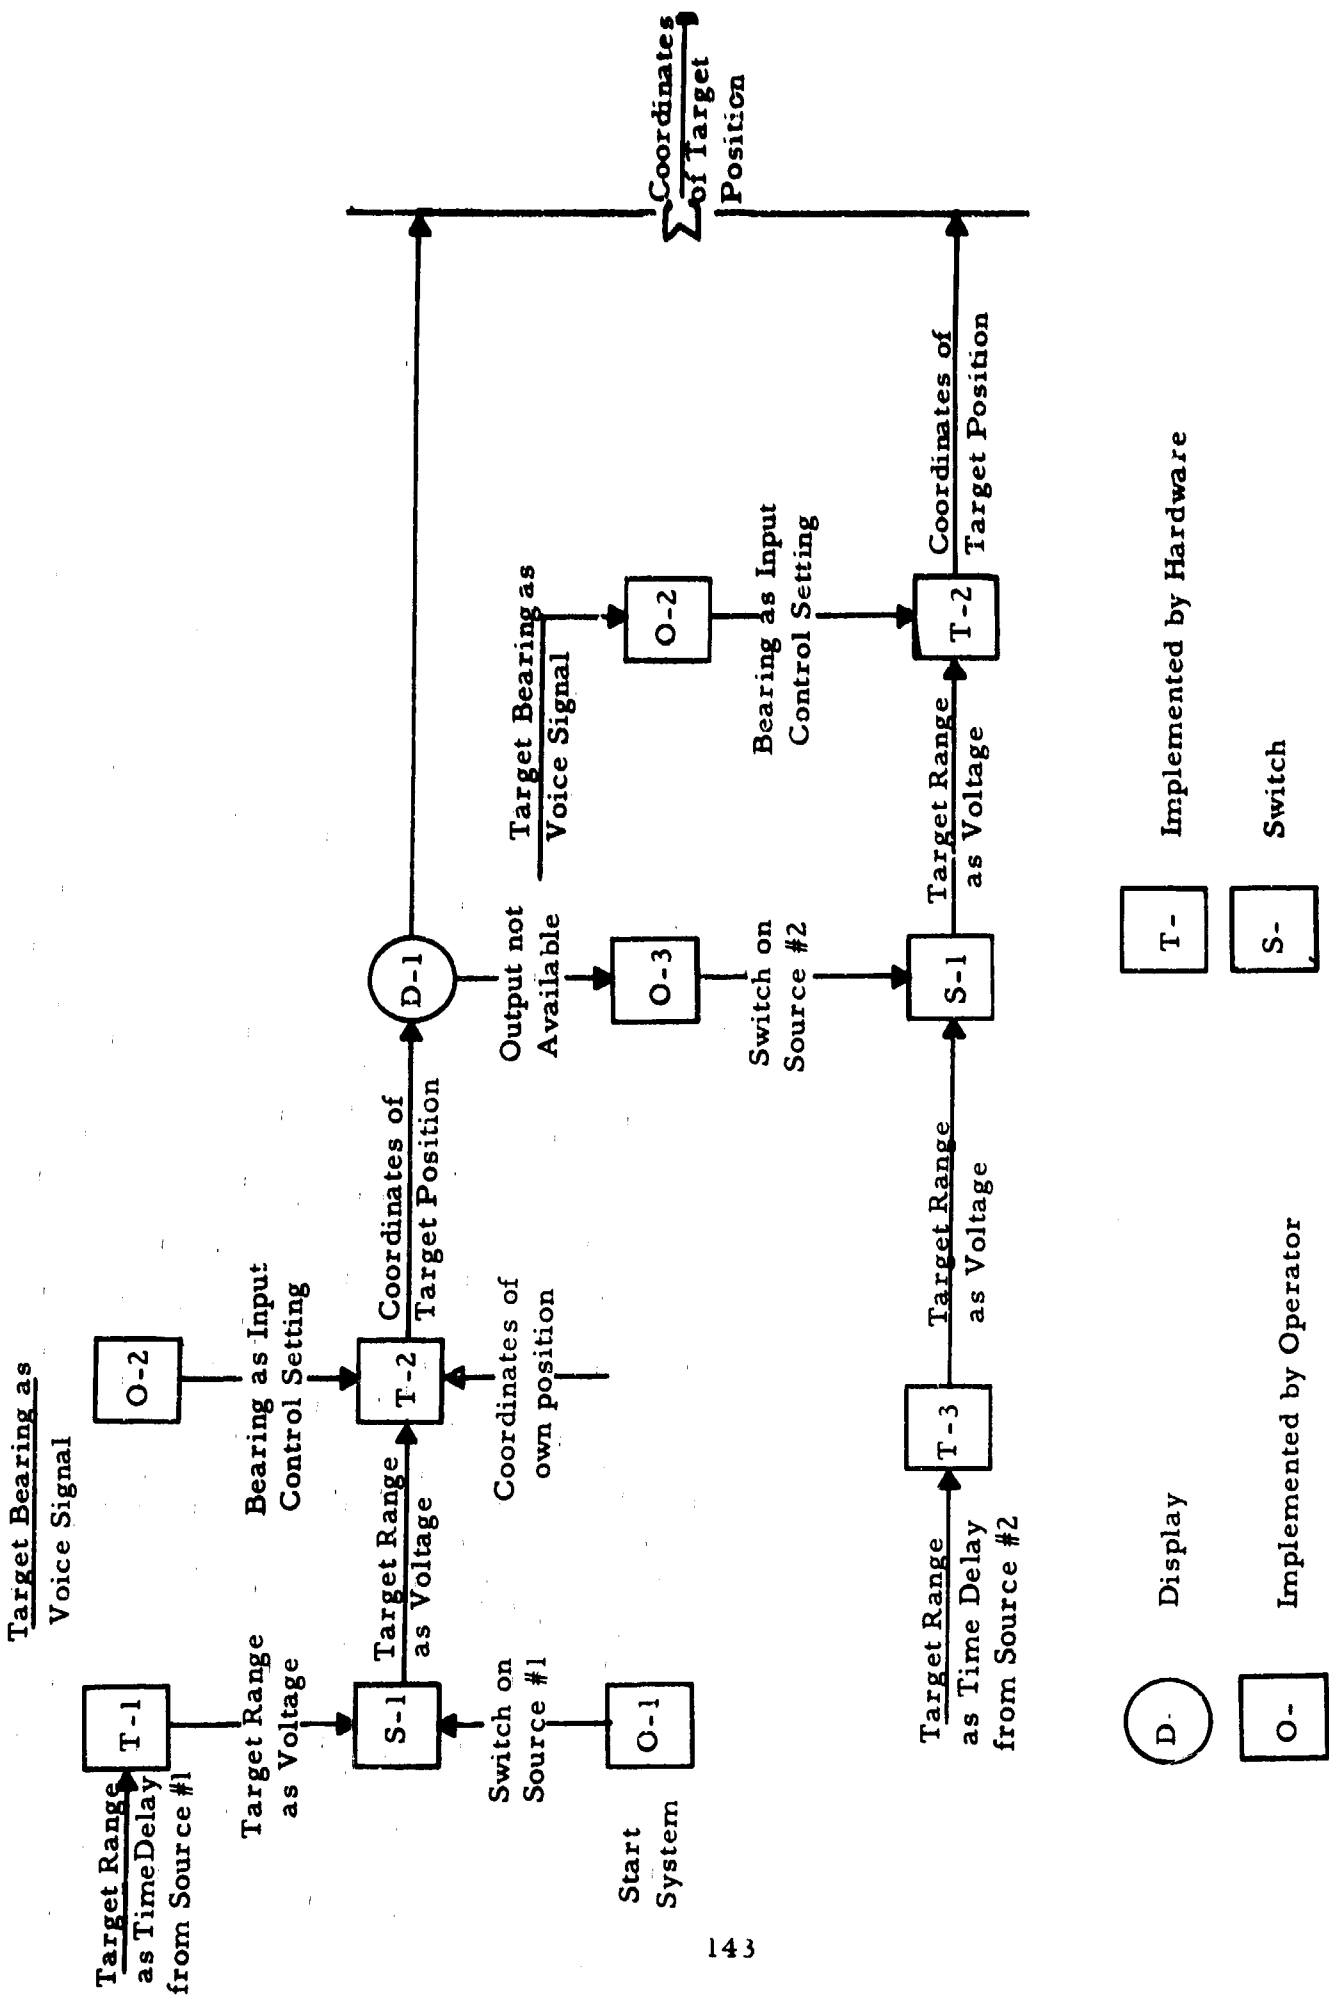 Target Bearing as
Voice Signal
Target Range
as Time Delay
from Source #1
T-1
O-2
Target Range
as Voltage
Bearing as Input
Control Setting
S-1
Target Range
as Voltage
T-2
Coordinates of
Target Position
D-1
Switch on
Source #1
Coordinates of
own position
Output not
Available
Target Bearing as
Voice Signal
Start
System
O-1
O-3
O-2
Coordinates
of Target
Position
Switch on
Source #2
Bearing as Input
Control Setting
Target Range
as Time Delay
from Source #2
T-3
Target Range
as Voltage
S-1
Target Range
as Voltage
T-2
Coordinates of
Target Position
D-
Display
T-
Implemented by Hardware
O-
Implemented by Operator
S-
Switch
143